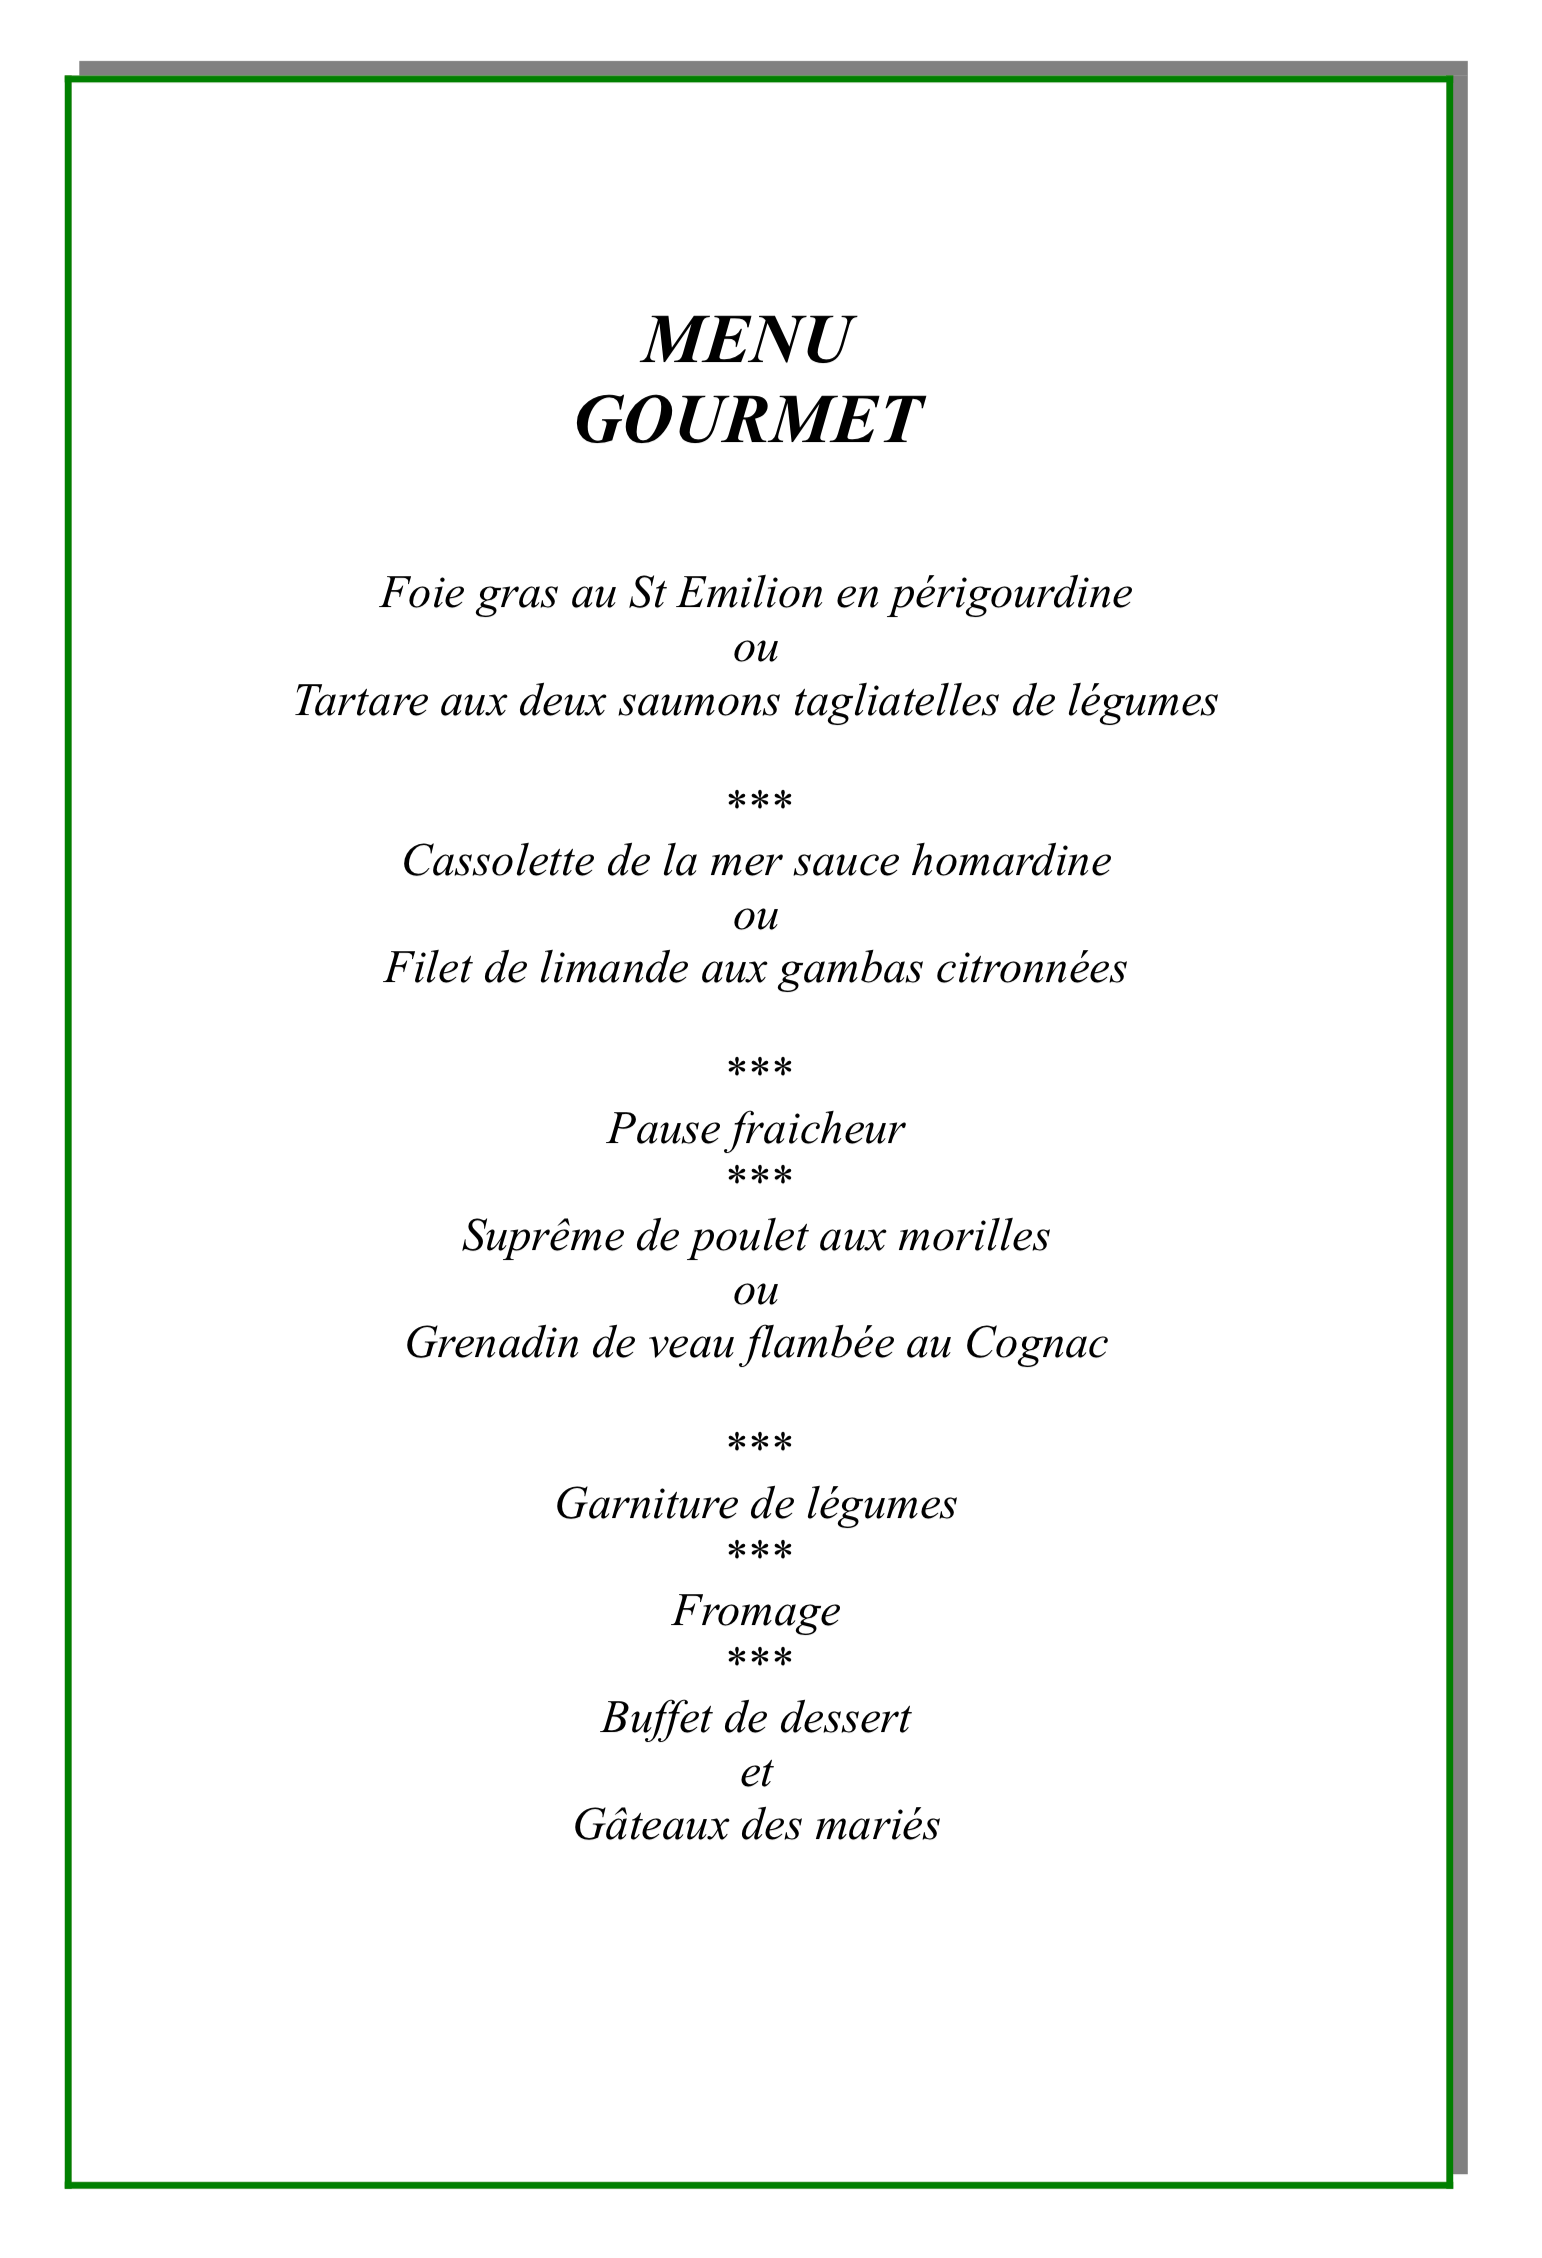 MENU
GOURMET
Foie gras au St Emilion en périgourdine
ou
Tartare aux deux saumons tagliatelles de légumes
***
Cassolette de la mer sauce homardine
ou
Filet de limande aux gambas citronnées
***
Pause fraicheur
***
Suprême de poulet aux morilles
ou
Grenadin de veau flambée au Cognac
***
Garniture de légumes
***
Fromage
***
Buffet de dessert
et
Gâteaux des mariés